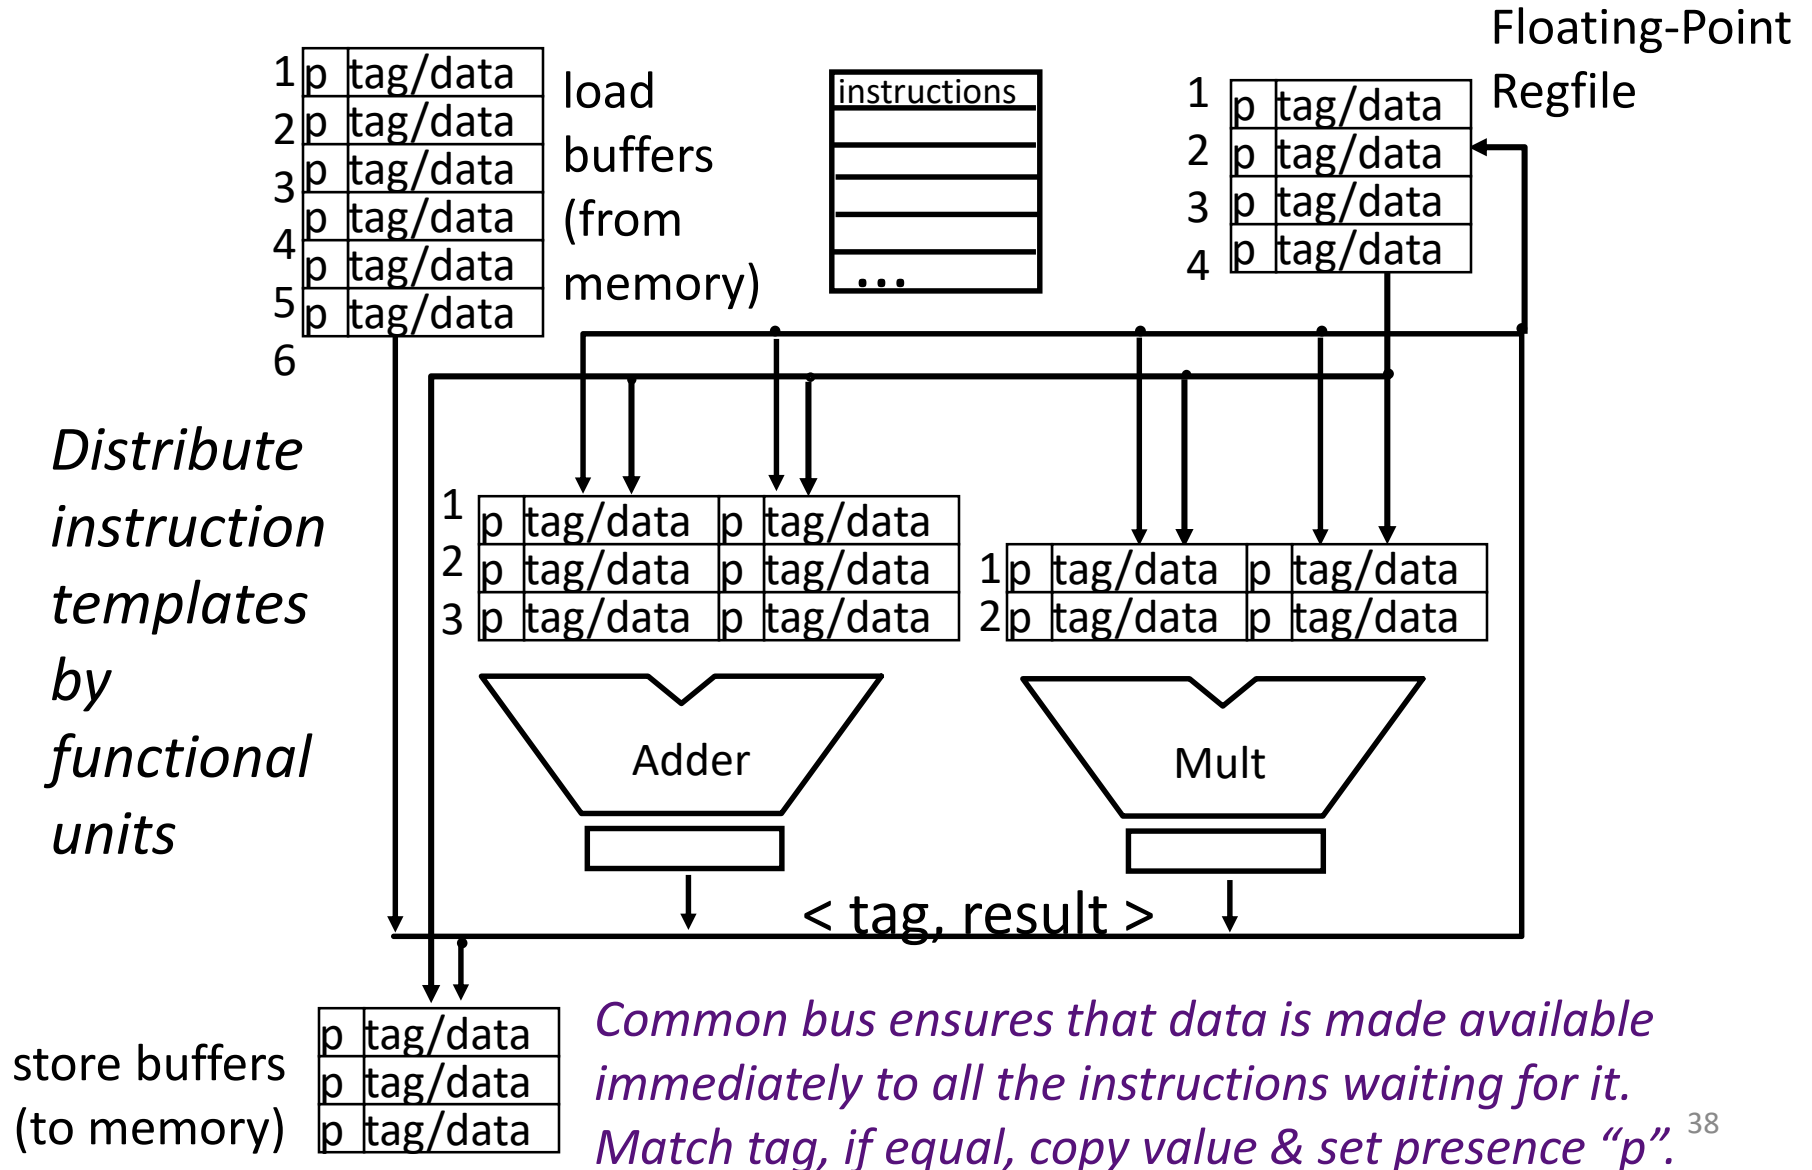 Floating-Point
Regfile
1 p tag/data
2 p tag/data
3 p tag/data
4 p tag/data
5 p tag/data
6 p tag/data
load
buffers
(from
memory)
instructions
...
1 p tag/data
2 p tag/data
3 p tag/data
4 p tag/data
Distribute
instruction
templates
by
functional
units
1 p tag/data p tag/data
2 p tag/data p tag/data
3 p tag/data p tag/data
1 p tag/data p tag/data
2 p tag/data p tag/data
Adder
Mult
< tag, result >
store buffers
(to memory)
p tag/data
p tag/data
p tag/data
Common bus ensures that data is made available
immediately to all the instructions waiting for it.
Match tag, if equal, copy value & set presence “p”.
38